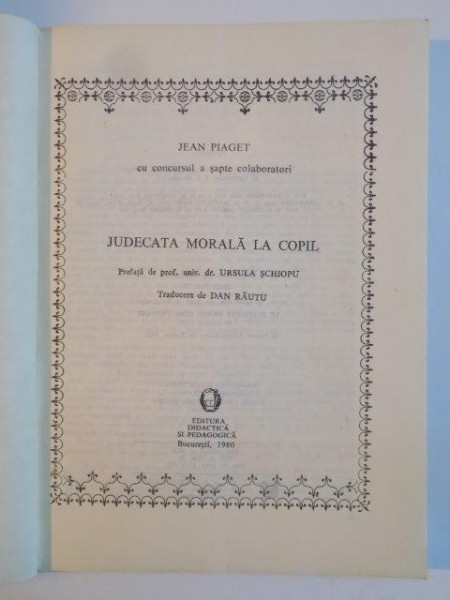 JEAN PIAGET
cu concursul a șapte colaboratori
JUDECATA MORALĂ LA COPIL
Prefață de prof. univ. dr. URSULA ȘCHIOPU
Traducere de DAN RĂUTU
EDITURA
DIDACTICĂ
ȘI PEDAGOGICĂ
București, 1980